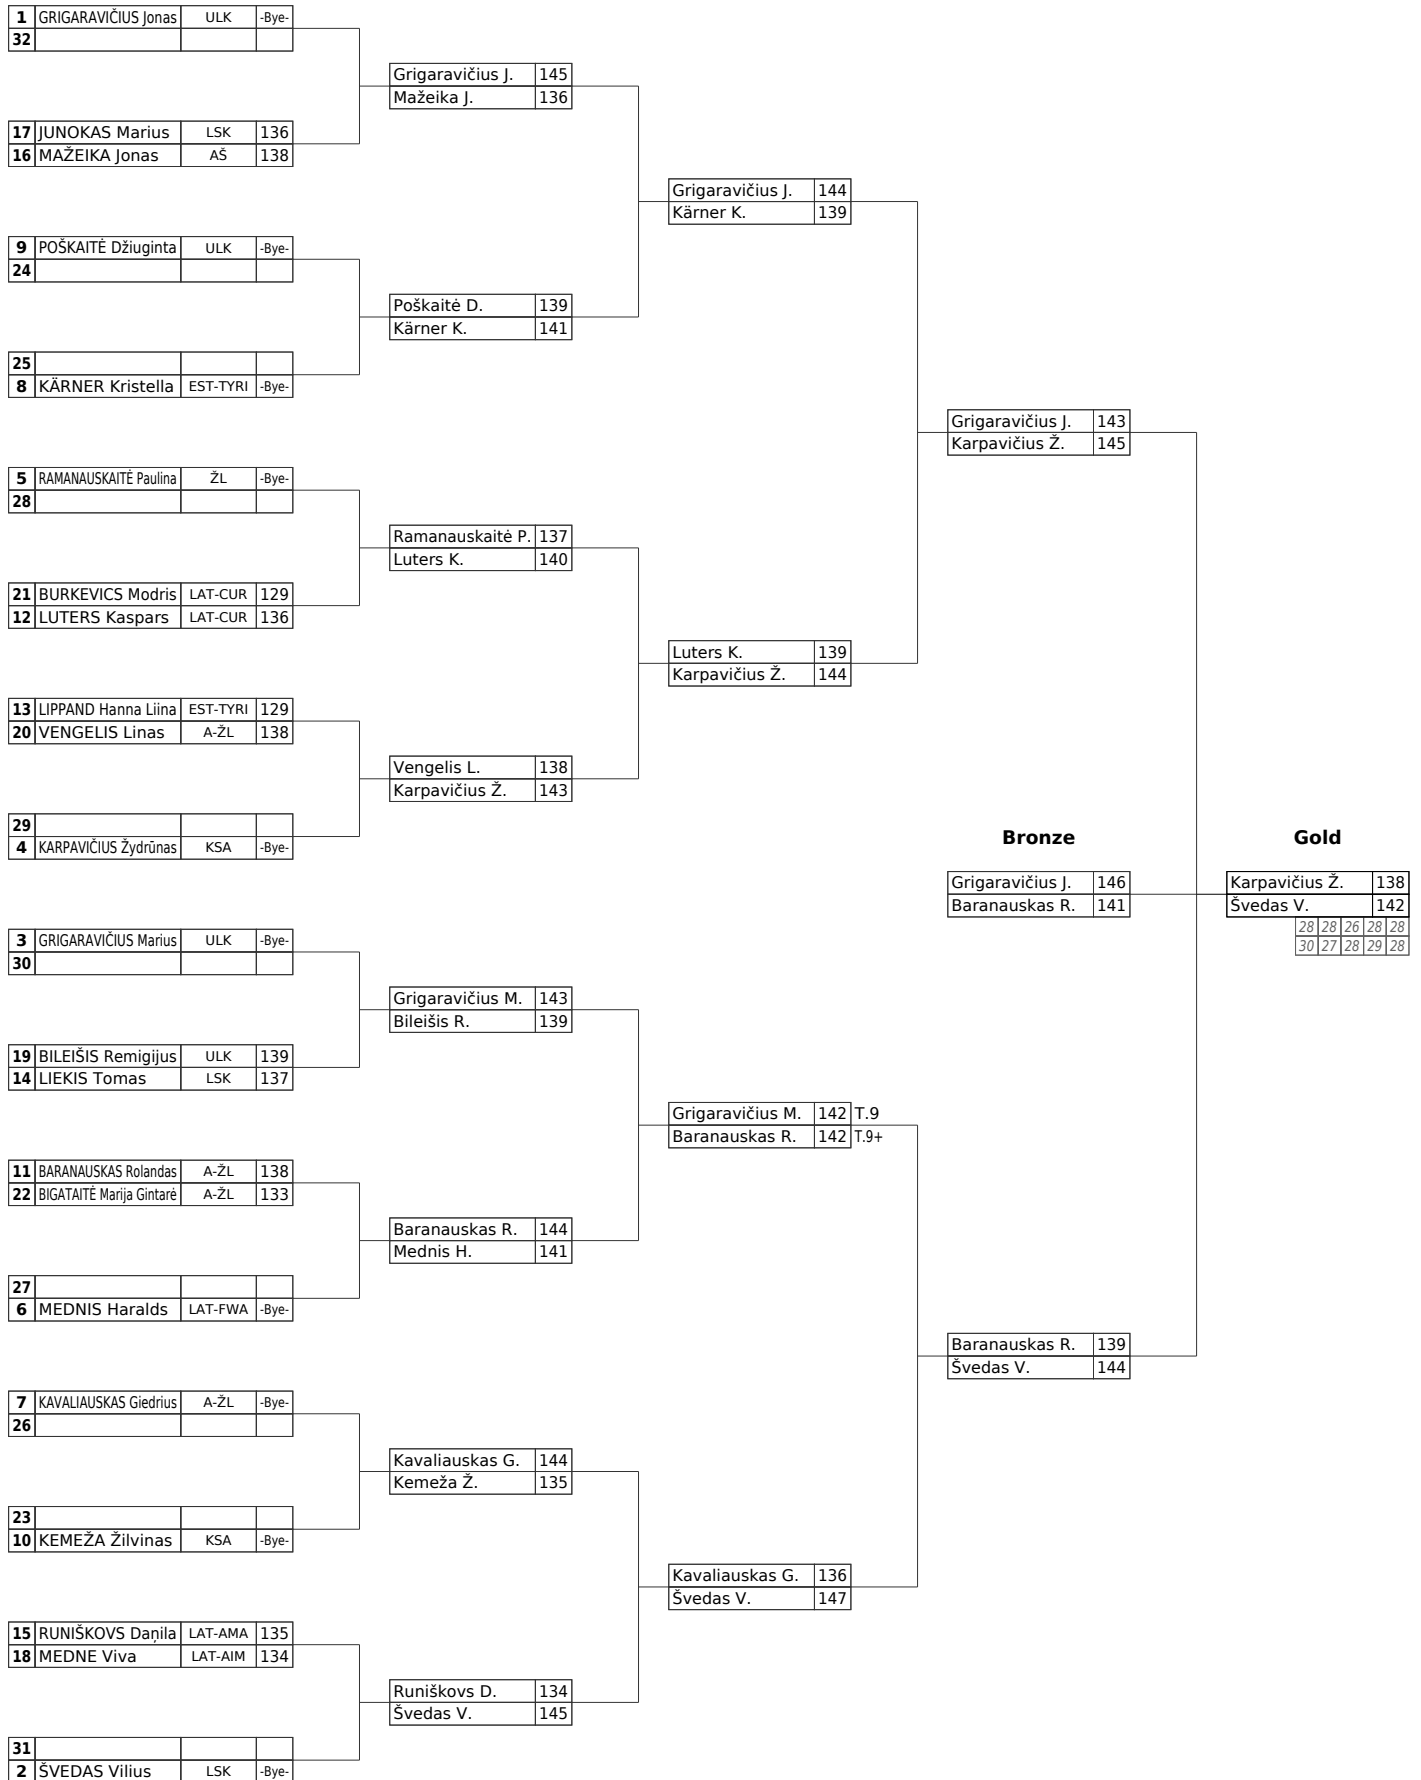 1 GRIGARAVIČIUS Jonas ULK -Bye-
32
Grigaravičius J. 145
Mažeika J. 136
17 JUNOKAS Marius LSK 136
16 MAŽEIKA Jonas AŠ 138
Grigaravičius J. 144
Kärner K. 139
9 POŠKAITĖ Džiuginta ULK -Bye-
24
Poškaitė D. 139
Kärner K. 141
25
8 KÄRNER Kristella EST-TYRI -Bye-
Grigaravičius J. 143
Karpavičius Ž. 145
5 RAMANAUSKAITĖ Paulina ŽL -Bye-
28
Ramanauskaitė P. 137
Luters K. 140
21 BURKEVICS Modris LAT-CUR 129
12 LUTERS Kaspars LAT-CUR 136
Luters K. 139
Karpavičius Ž. 144
13 LIPPAND Hanna Liina EST-TYRI 129
20 VENGELIS Linas A-ŽL 138
Vengelis L. 138
Karpavičius Ž. 143
29
4 KARPAVIČIUS Žydrūnas KSA -Bye-
Bronze Gold
Grigaravičius J. 146 Karpavičius Ž. 138
Baranauskas R. 141 Švedas V. 142
28 28 26 28 28
30 27 28 29 28
3 GRIGARAVIČIUS Marius ULK -Bye-
30
Grigaravičius M. 143
Bileišis R. 139
19 BILEIŠIS Remigijus ULK 139
14 LIEKIS Tomas LSK 137
Grigaravičius M. 142 T.9
Baranauskas R. 142 T.9+
11 BARANAUSKAS Rolandas A-ŽL 138
22 BIGATAITĖ Marija Gintarė A-ŽL 133
Baranauskas R. 144
Mednis H. 141
27
6 MEDNIS Haralds LAT-FWA -Bye-
Baranauskas R. 139
Švedas V. 144
7 KAVALIAUSKAS Giedrius A-ŽL -Bye-
26
Kavaliauskas G. 144
Kemeža Ž. 135
23
10 KEMEŽA Žilvinas KSA -Bye-
Kavaliauskas G. 136
Švedas V. 147
15 RUNIŠKOVS Daņila LAT-AMA 135
18 MEDNE Viva LAT-AIM 134
Runiškovs D. 134
Švedas V. 145
31
2 ŠVEDAS Vilius LSK -Bye-